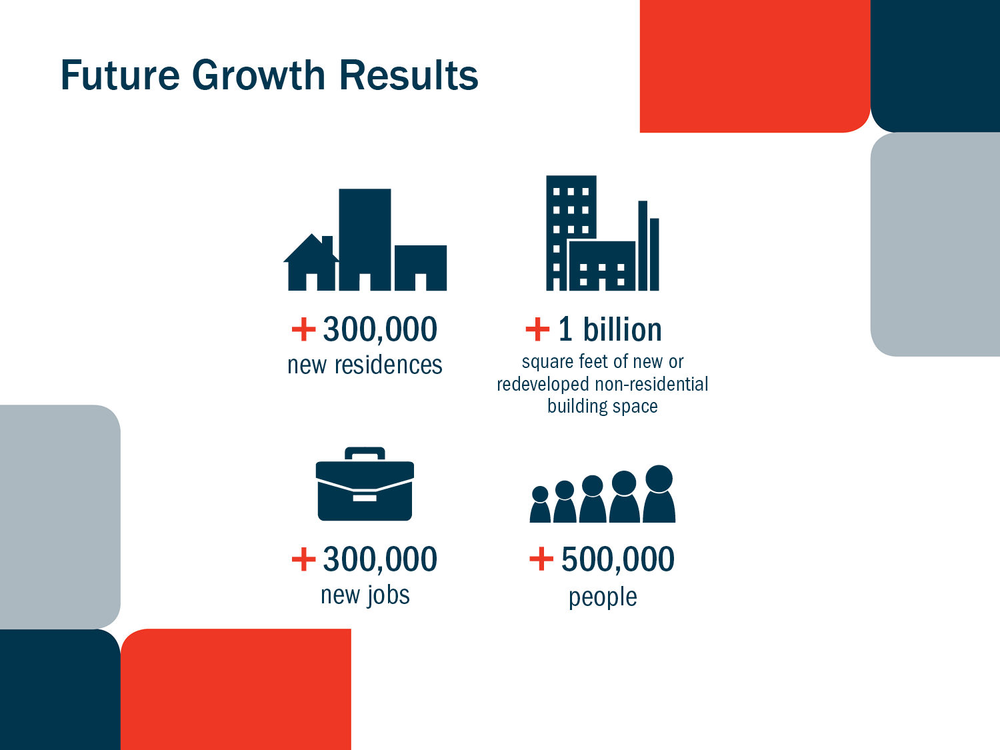 Future Growth Results
+ 300,000
new residences
+ 1 billion
square feet of new or
redeveloped non-residential
building space
+ 300,000
new jobs
+ 500,000
people